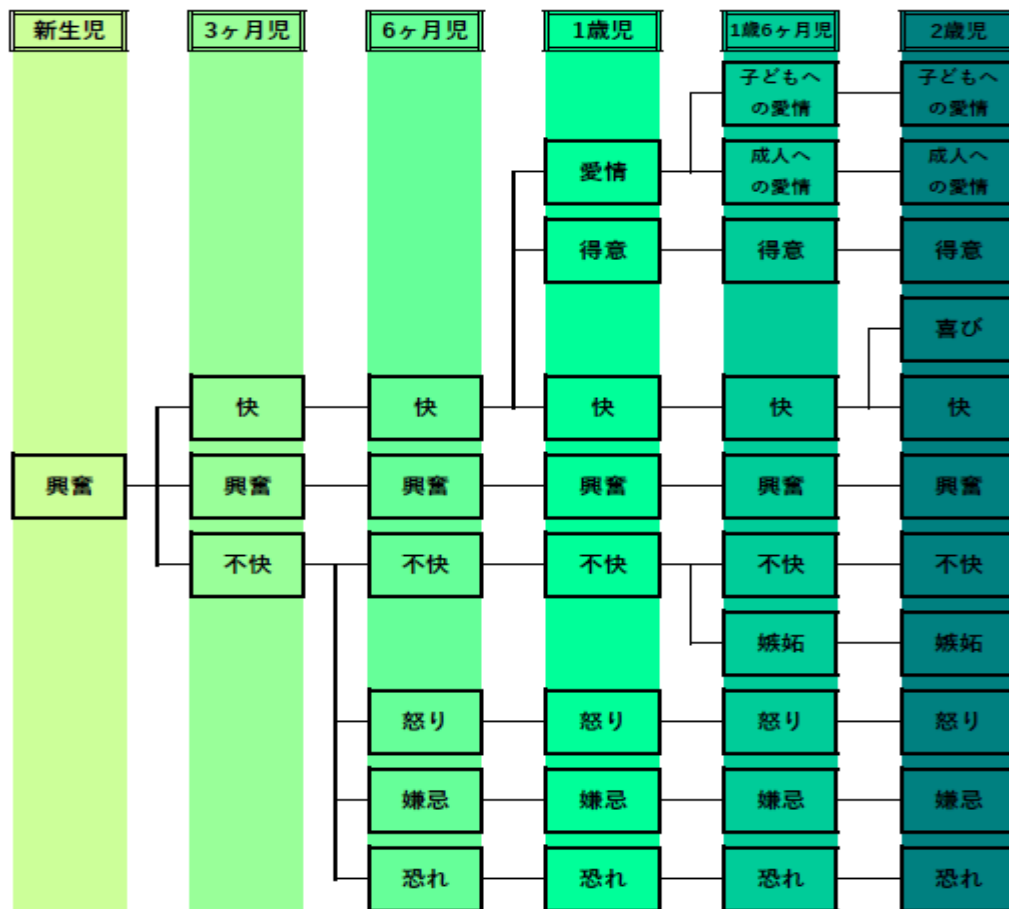 新生児 3ヶ月児 6ヶ月児 1歳児 1歳6ヶ月児 2歳児
子どもへ 子どもへ
の愛情 の愛情
愛情 成人へ 成人へ
の愛情 の愛情
得意 得意 得意
喜び
快 快 快 快 快
興奮 興奮 興奮 興奮 興奮 興奮
不快 不快 不快 不快 不快
嫉妬 嫉妬
怒り 怒り 怒り 怒り
嫌忌 嫌忌 嫌忌 嫌忌
恐れ 恐れ 恐れ 恐れ